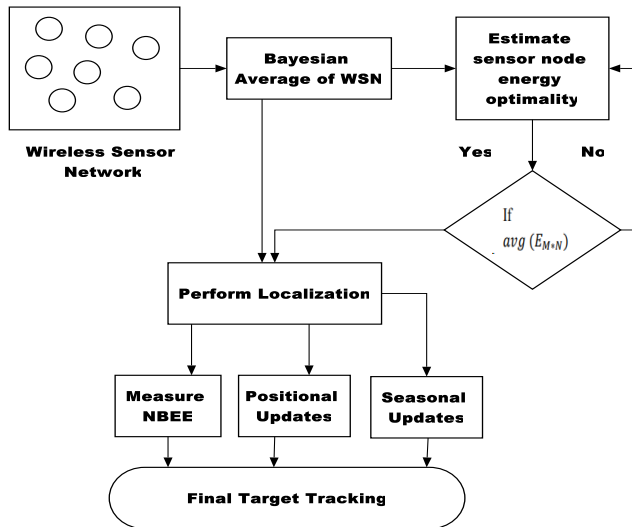 Bayesian
Average of WSN
Estimate
sensor node
energy
optimality
Wireless Sensor
Network
Yes
No
If
avg (E_{M*N})
Perform Localization
Measure
NBEE
Positional
Updates
Seasonal
Updates
Final Target Tracking